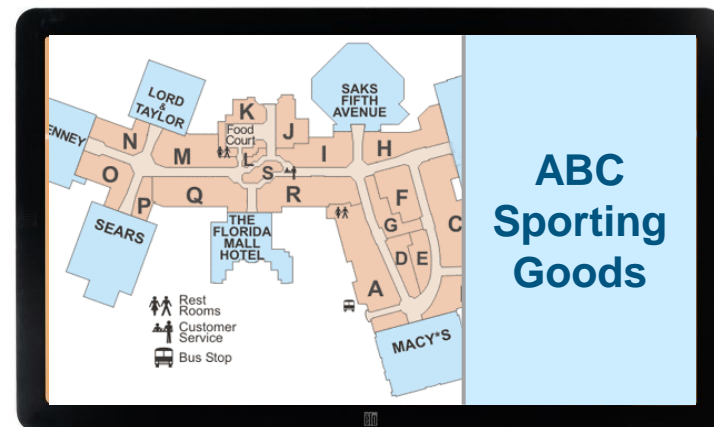 LORD
&
TAYLOR
SAKS
FIFTH
AVENUE
ENNEY
K
Food
Court
J
N
M
L
I
H
O
S
P
Q
R
F
G
C
SEARS
THE
FLORIDA
MALL
HOTEL
D
E
A
Rest
Rooms
Customer
Service
Bus Stop
MACY*S
ABC
Sporting
Goods
elo